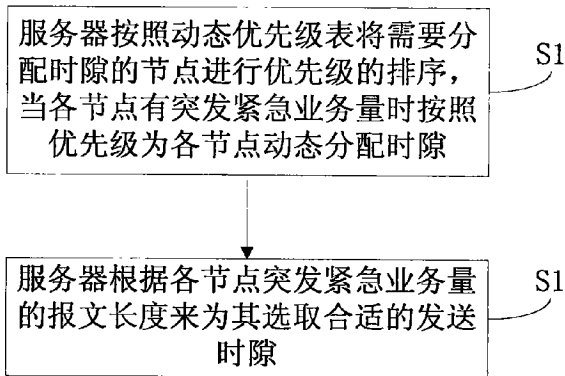 服务器按照动态优先级表将需要分
配时隙的节点进行优先级的排序，
当各节点有突发紧急业务量时按照
优先级为各节点动态分配时隙
S1
服务器根据各节点突发紧急业务量
的报文长度来为其选取合适的发送
时隙
S1